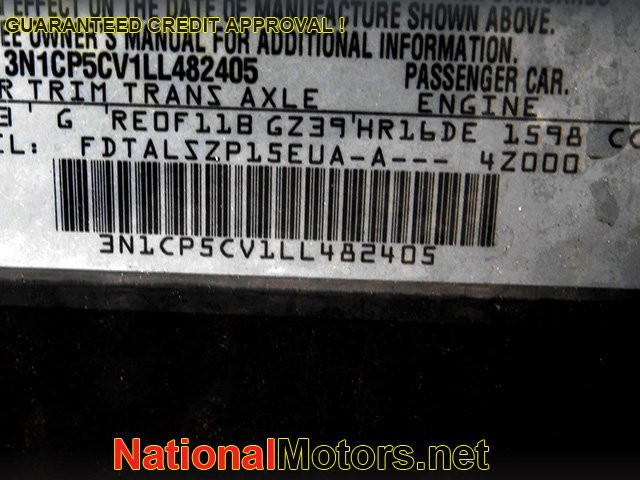 GUARANTEED CREDIT APPROVAL !
EFFECT ON THE DATE OF MANUFACTURE SHOWN ABOVE.
OWNER'S MANUAL FOR ADDITIONAL INFORMATION.
3N1CP5CV1LL482405 PASSENGER CAR.
TRIM TRANS AXLE ENGINE
G RE0F11B GZ39 HR16DE 1598
FDTALSZP15EUA-A--- 4Z000
3N1CP5CV1LL482405
NationalMotors.net